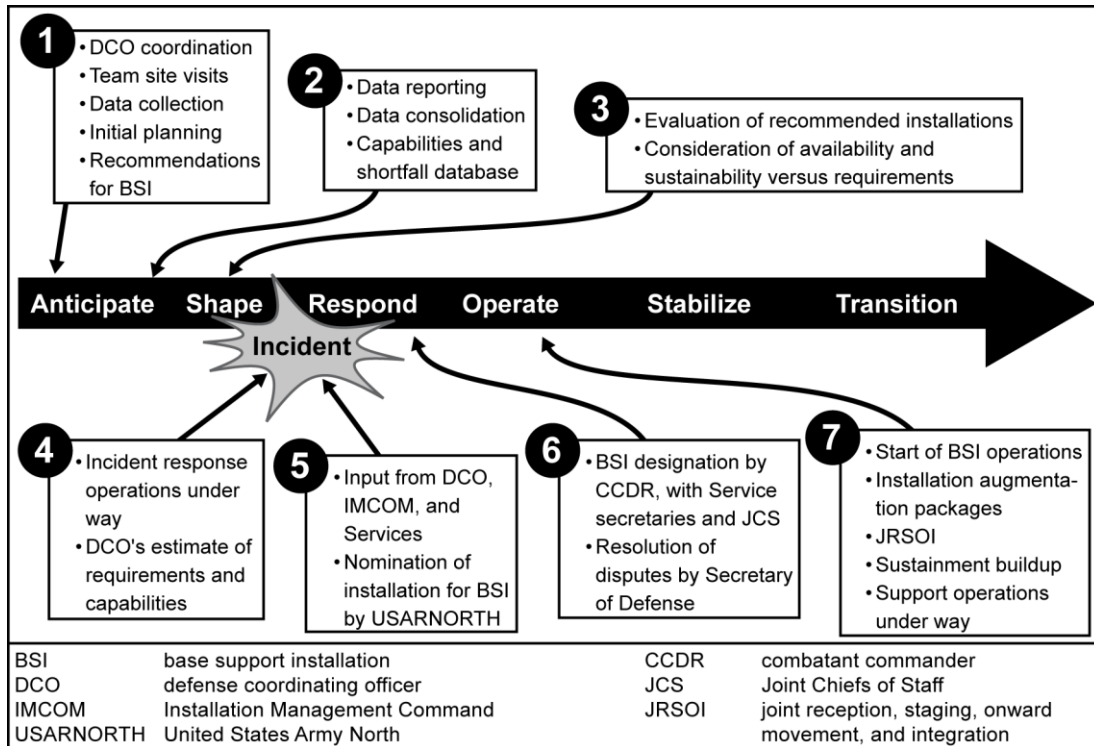 1
• DCO coordination
• Team site visits
• Data collection
• Initial planning
• Recommendations
for BSI
2
• Data reporting
• Data consolidation
• Capabilities and
shortfall database
3
• Evaluation of recommended installations
• Consideration of availability and
sustainability versus requirements
Anticipate Shape Respond Operate Stabilize Transition
Incident
4
• Incident response
operations under
way
• DCO's estimate of
requirements and
capabilities
5
• Input from DCO,
IMCOM, and
Services
• Nomination of
installation for BSI
by USARNORTH
6
• BSI designation by
CCDR, with Service
secretaries and JCS
• Resolution of
disputes by Secretary
of Defense
7
• Start of BSI operations
• Installation augmenta-
tion packages
• JRSOI
• Sustainment buildup
• Support operations
under way
BSI base support installation
DCO defense coordinating officer
IMCOM Installation Management Command
USARNORTH United States Army North
CCDR combatant commander
JCS Joint Chiefs of Staff
JRSOI joint reception, staging, onward
movement, and integration